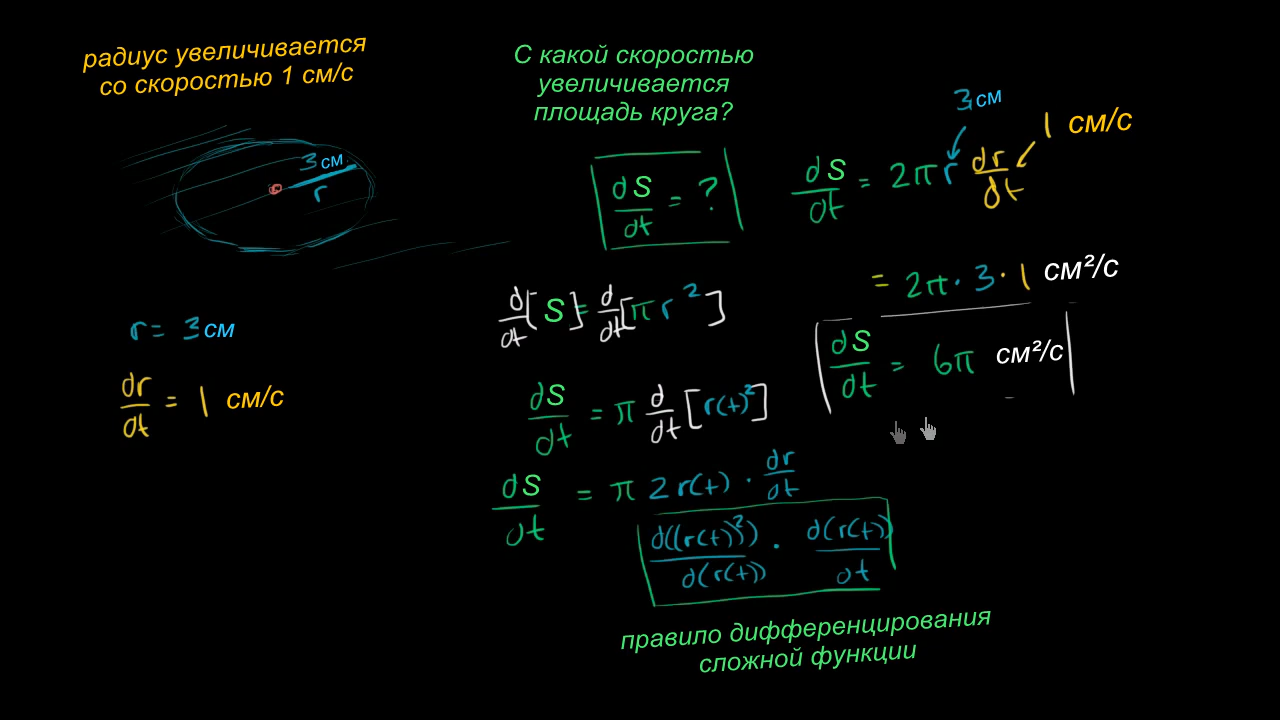 радиус увеличивается
со скоростью 1 см/с
3 см
r
r = 3 см
dr/dt = 1 см/с
С какой скоростью
увеличивается
площадь круга?
dS/dt = ?
d/dt[S] = d/dt[πr²]
dS/dt = π d/dt[r(t)²]
dS/dt = π 2r(t) · dr/dt
d((r(t))²)/d(r(t)) · d(r(t))/dt
правило дифференцирования
сложной функции
3 см
1 см/с
dS/dt = 2πr dr/dt
= 2π · 3 · 1 см²/с
dS/dt = 6π см²/с